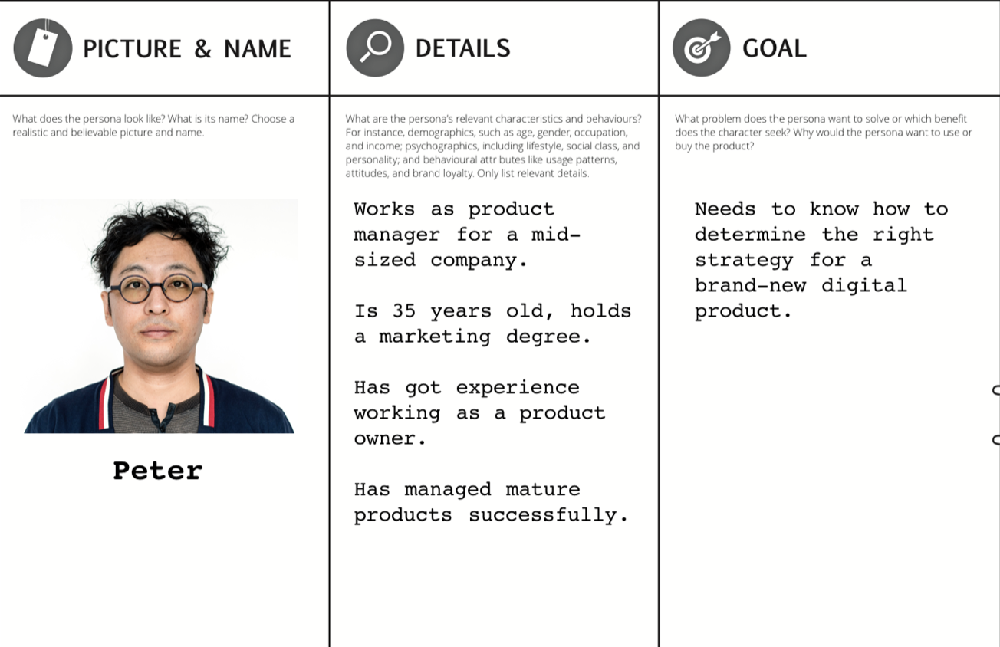 PICTURE & NAME
What does the persona look like? What is its name? Choose a
realistic and believable picture and name.
Peter
DETAILS
What are the persona's relevant characteristics and behaviours?
For instance, demographics, such as age, gender, occupation,
and income; psychographics, including lifestyle, social class, and
personality; and behavioural attributes like usage patterns,
attitudes, and brand loyalty. Only list relevant details.
Works as product
manager for a mid-
sized company.
Is 35 years old, holds
a marketing degree.
Has got experience
working as a product
owner.
Has managed mature
products successfully.
GOAL
What problem does the persona want to solve or which benefit
does the character seek? Why would the persona want to use or
buy the product?
Needs to know how to
determine the right
strategy for a
brand-new digital
product.